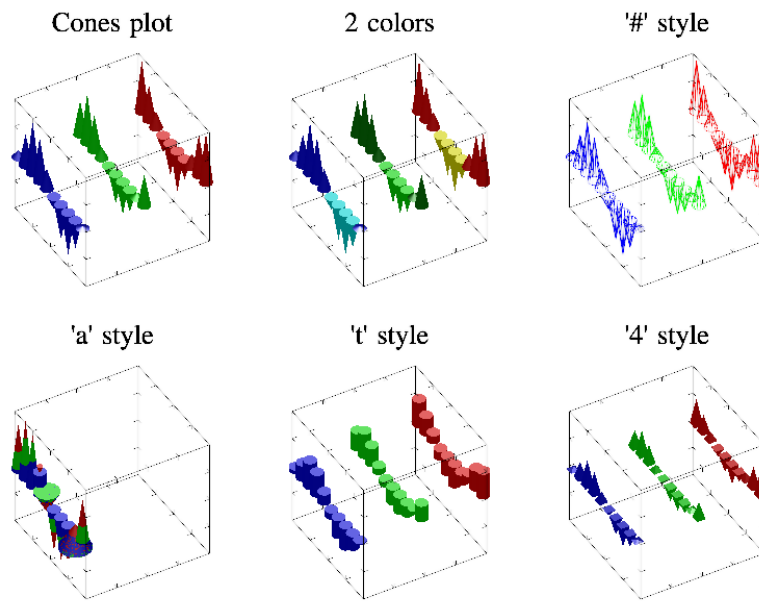 Cones plot
2 colors
'#' style
'a' style
't' style
'4' style